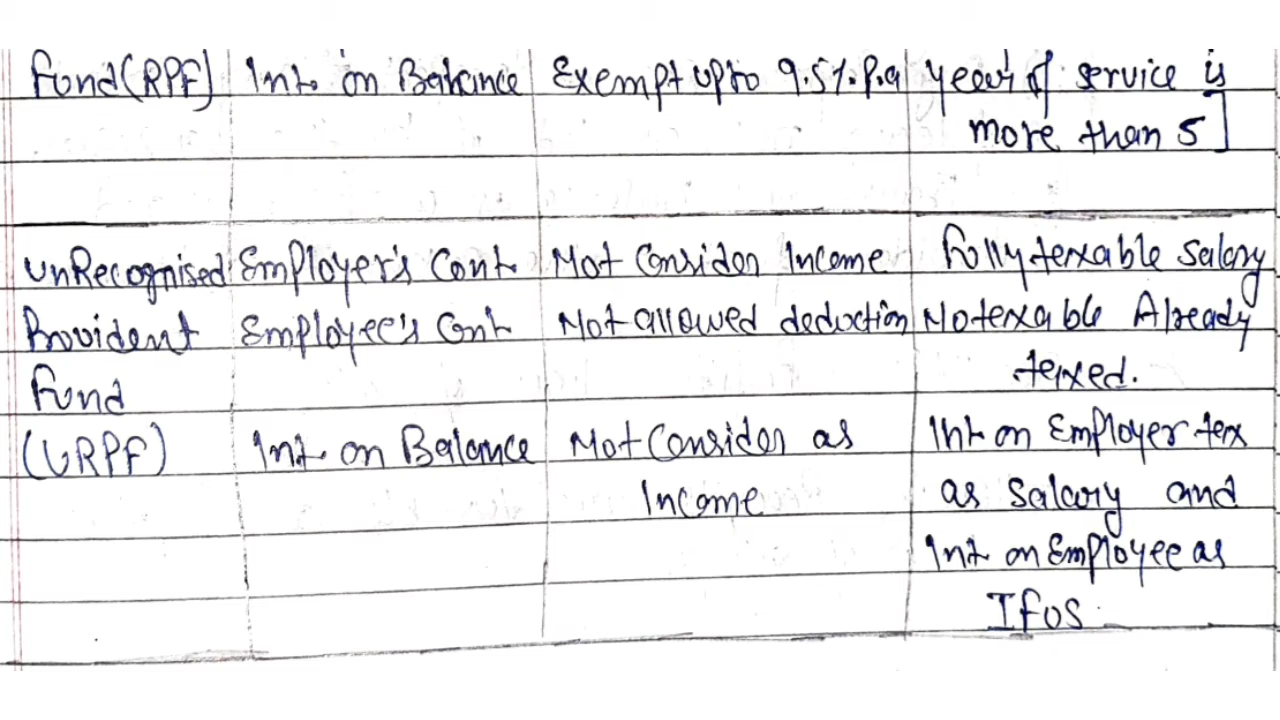 Fund(RPF) Int. on Balance Exempt upto 9.5%.p.a year of service is
more than 5]
UnRecognised Employer's Cont Not Consider Income Fully taxable Salary
Provident Employee's Cont Not allowed deduction No taxable Already
Fund taxed.
(URPF) Int. on Balance Not Consider as Int on Employer tax
Income as Salary and
Int on Employee as
IFOS.